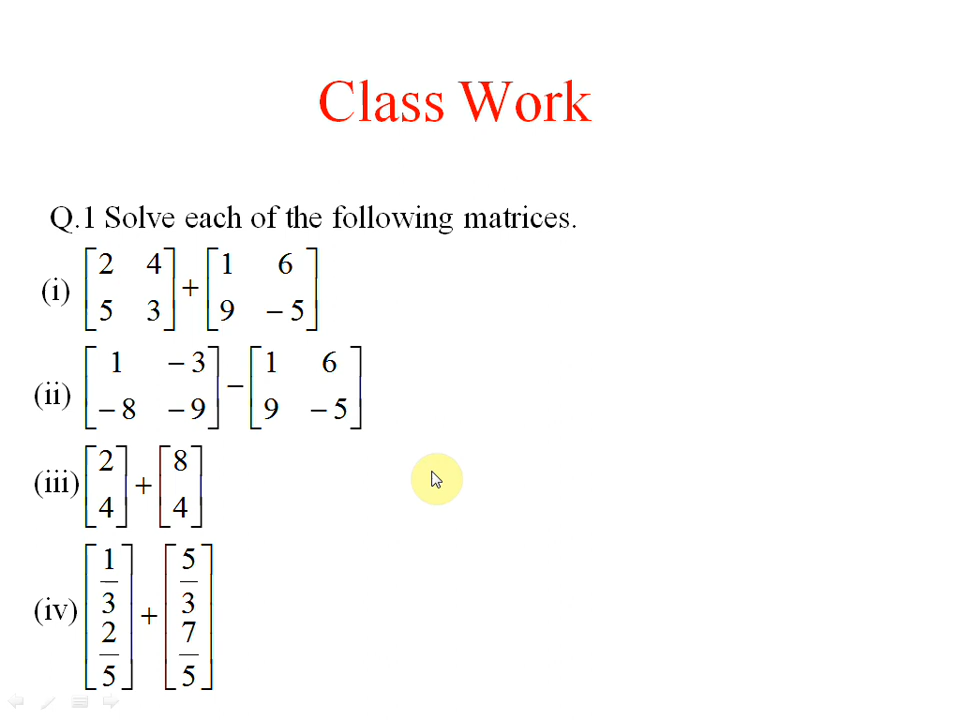 Class Work
Q.1 Solve each of the following matrices.
(i) [2 4; 5 3] + [1 6; 9 −5]
(ii) [1 −3; −8 −9] − [1 6; 9 −5]
(iii) [2; 4] + [8; 4]
(iv) [1/3; 2/5] + [5/3; 7/5]